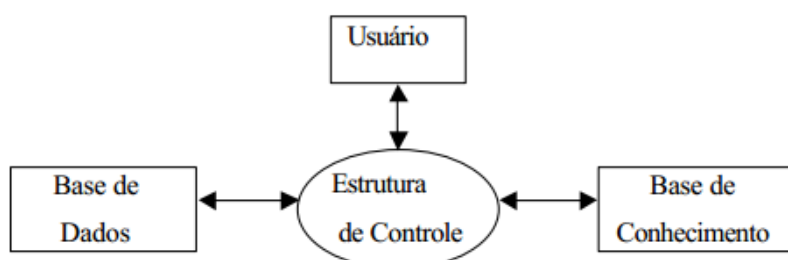 Usuário
Base de
Dados
Estrutura
de Controle
Base de
Conhecimento